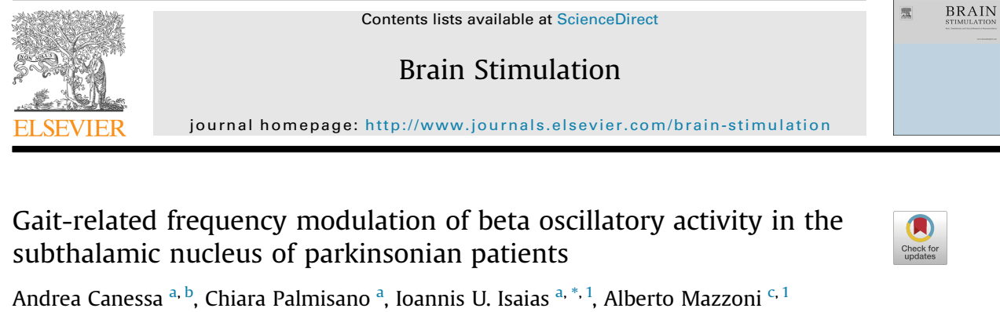 Contents lists available at ScienceDirect
Brain Stimulation
journal homepage: http://www.journals.elsevier.com/brain-stimulation
ELSEVIER
BRAIN
STIMULATION
Gait-related frequency modulation of beta oscillatory activity in the
subthalamic nucleus of parkinsonian patients
Check for
updates
Andrea Canessa a, b, Chiara Palmisano a, Ioannis U. Isaias a, *, 1, Alberto Mazzoni c, 1